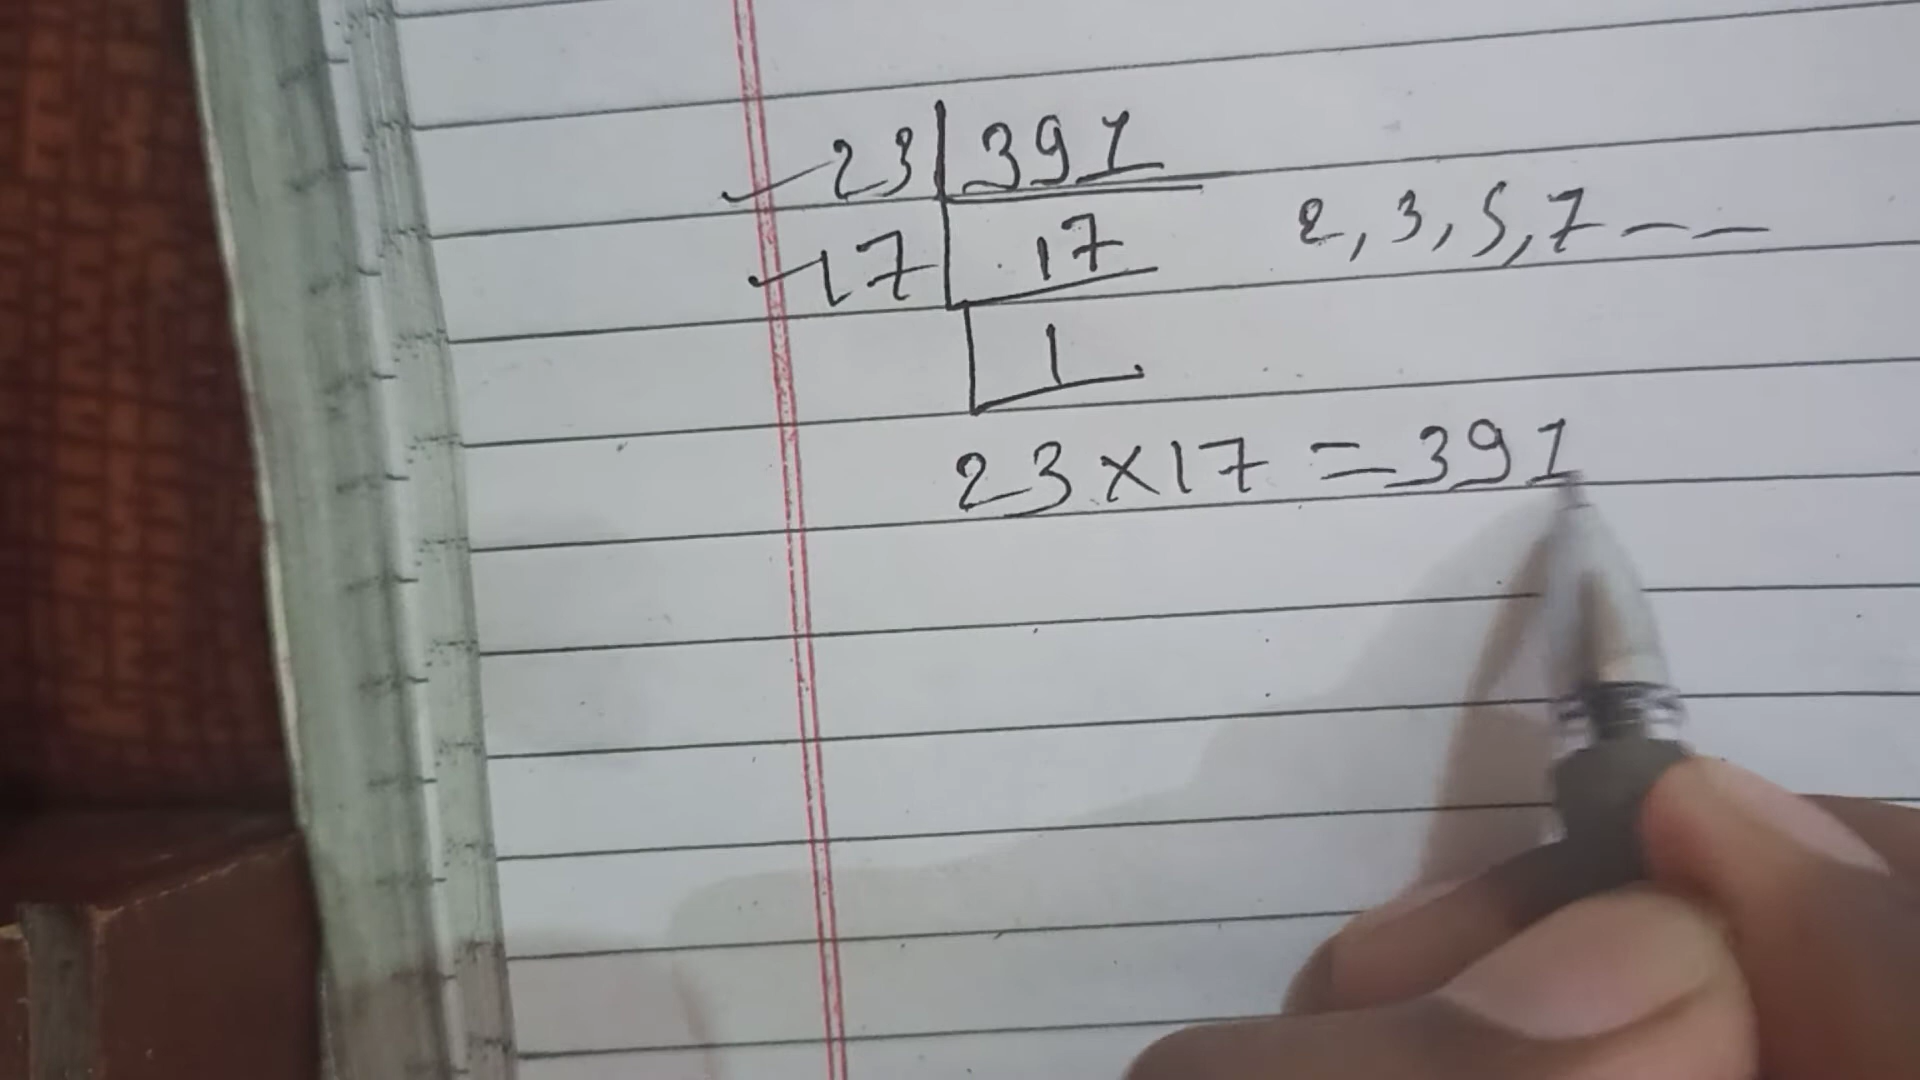 23 | 391
17 | 17 2, 3, 5, 7 – –
1
23 × 17 = 391